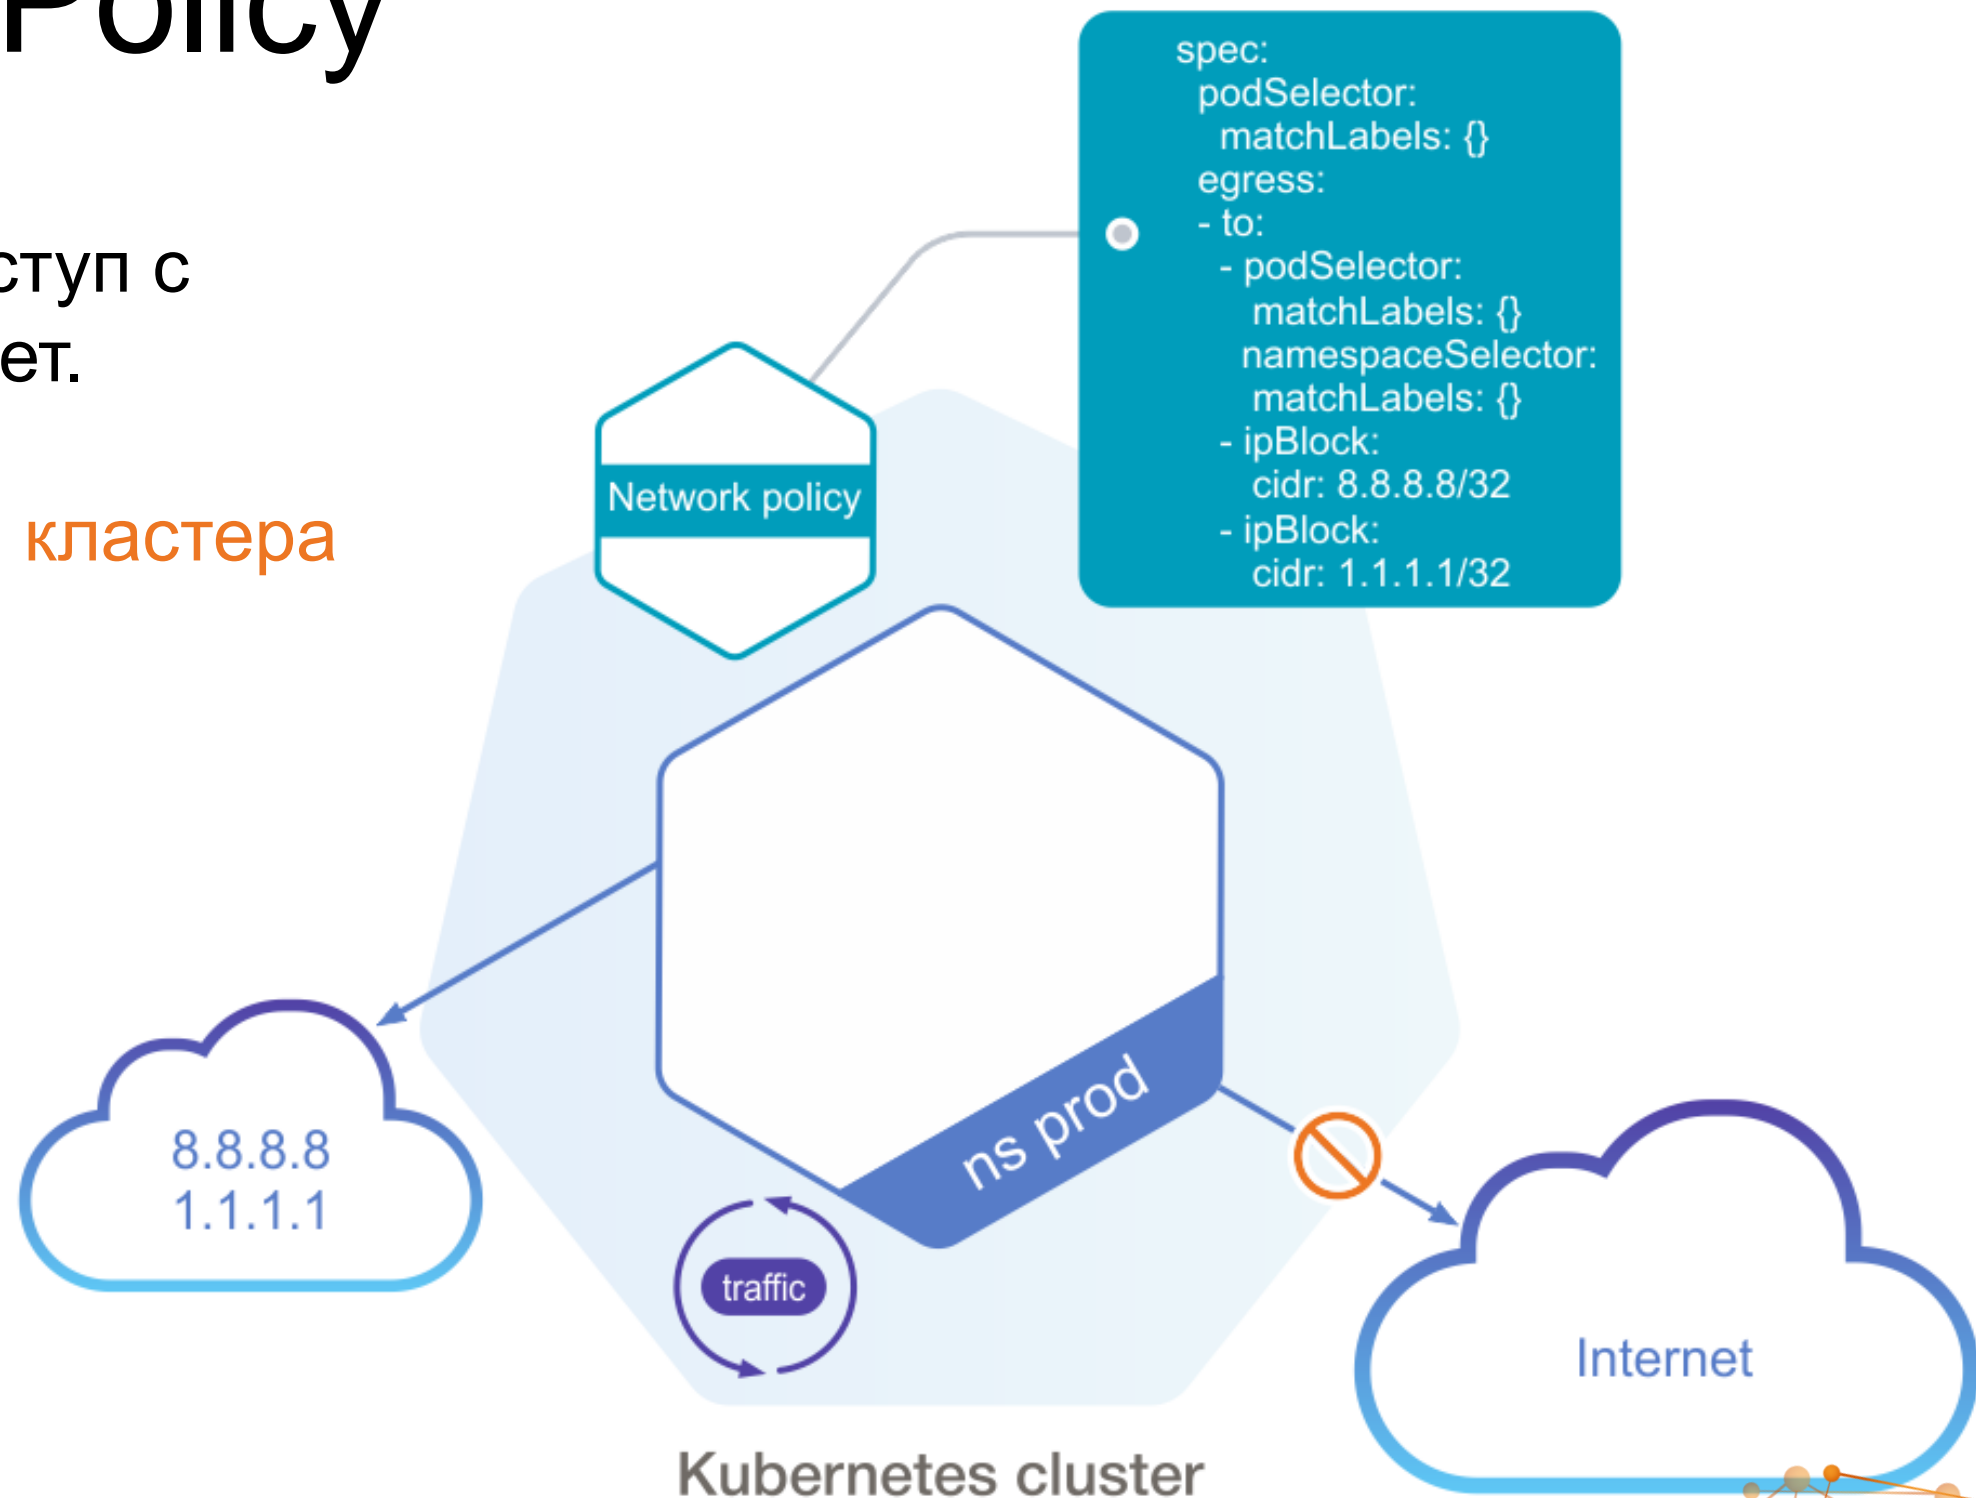 Policy
ступ с
ет.
кластера
spec:
podSelector:
matchLabels: {}
egress:
- to:
- podSelector:
matchLabels: {}
namespaceSelector:
matchLabels: {}
- ipBlock:
cidr: 8.8.8.8/32
- ipBlock:
cidr: 1.1.1.1/32
Network policy
ns prod
8.8.8.8
1.1.1.1
traffic
Internet
Kubernetes cluster